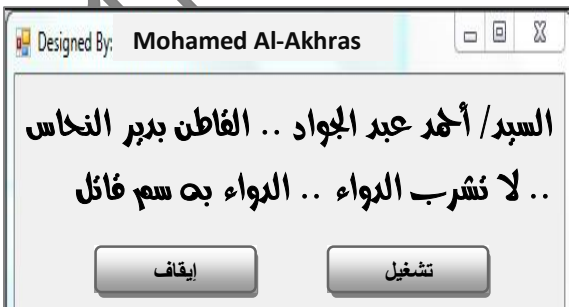 Designed By: Mohamed Al-Akhras
السيد/ أحمد عبد الجواد .. القاطن بدير النحاس
.. لا تشرب الدواء .. الدواء به سم قاتل
تشغيل
إيقاف